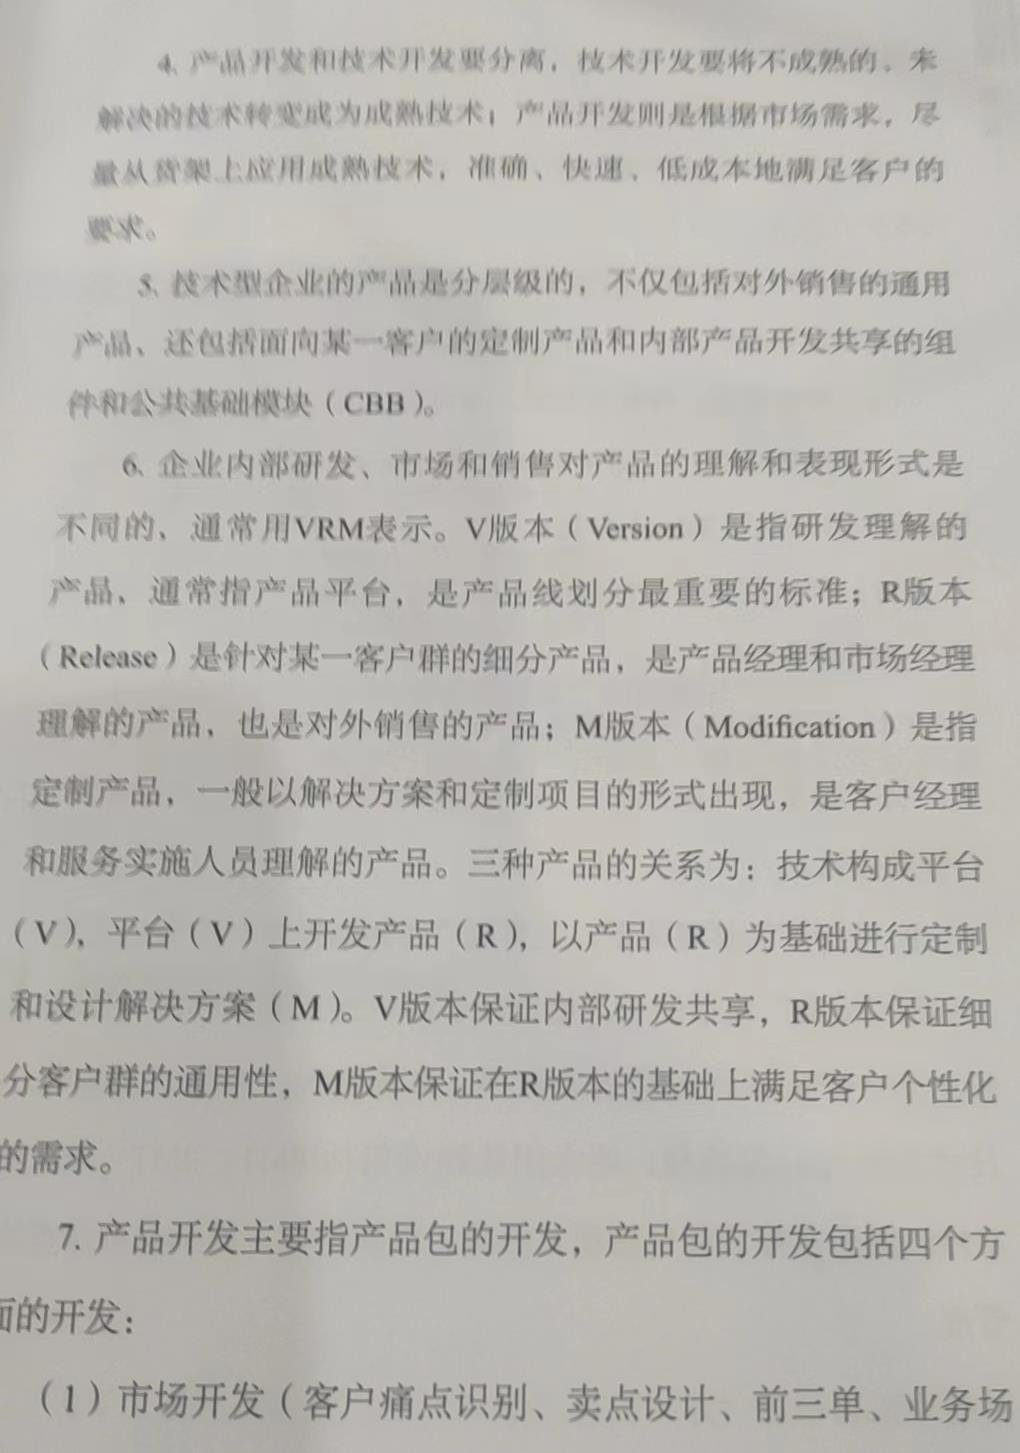 4. 产品开发和技术开发要分离，技术开发要将不成熟的、未
解决的技术转变成为成熟技术；产品开发则是根据市场需求，尽
量从货架上应用成熟技术，准确、快速、低成本地满足客户的
要求。
5. 技术型企业的产品是分层级的，不仅包括对外销售的通用
产品，还包括面向某一客户的定制产品和内部产品开发共享的组
件和公共基础模块（CBB）。
6. 企业内部研发、市场和销售对产品的理解和表现形式是
不同的，通常用VRM表示。V版本（Version）是指研发理解的
产品，通常指产品平台，是产品线划分最重要的标准；R版本
（Release）是针对某一客户群的细分产品，是产品经理和市场经理
理解的产品，也是对外销售的产品；M版本（Modification）是指
定制产品，一般以解决方案和定制项目的形式出现，是客户经理
和服务实施人员理解的产品。三种产品的关系为：技术构成平台
（V），平台（V）上开发产品（R），以产品（R）为基础进行定制
和设计解决方案（M）。V版本保证内部研发共享，R版本保证细
分客户群的通用性，M版本保证在R版本的基础上满足客户个性化
的需求。
7. 产品开发主要指产品包的开发，产品包的开发包括四个方
面的开发：
（1）市场开发（客户痛点识别、卖点设计、前三单、业务场